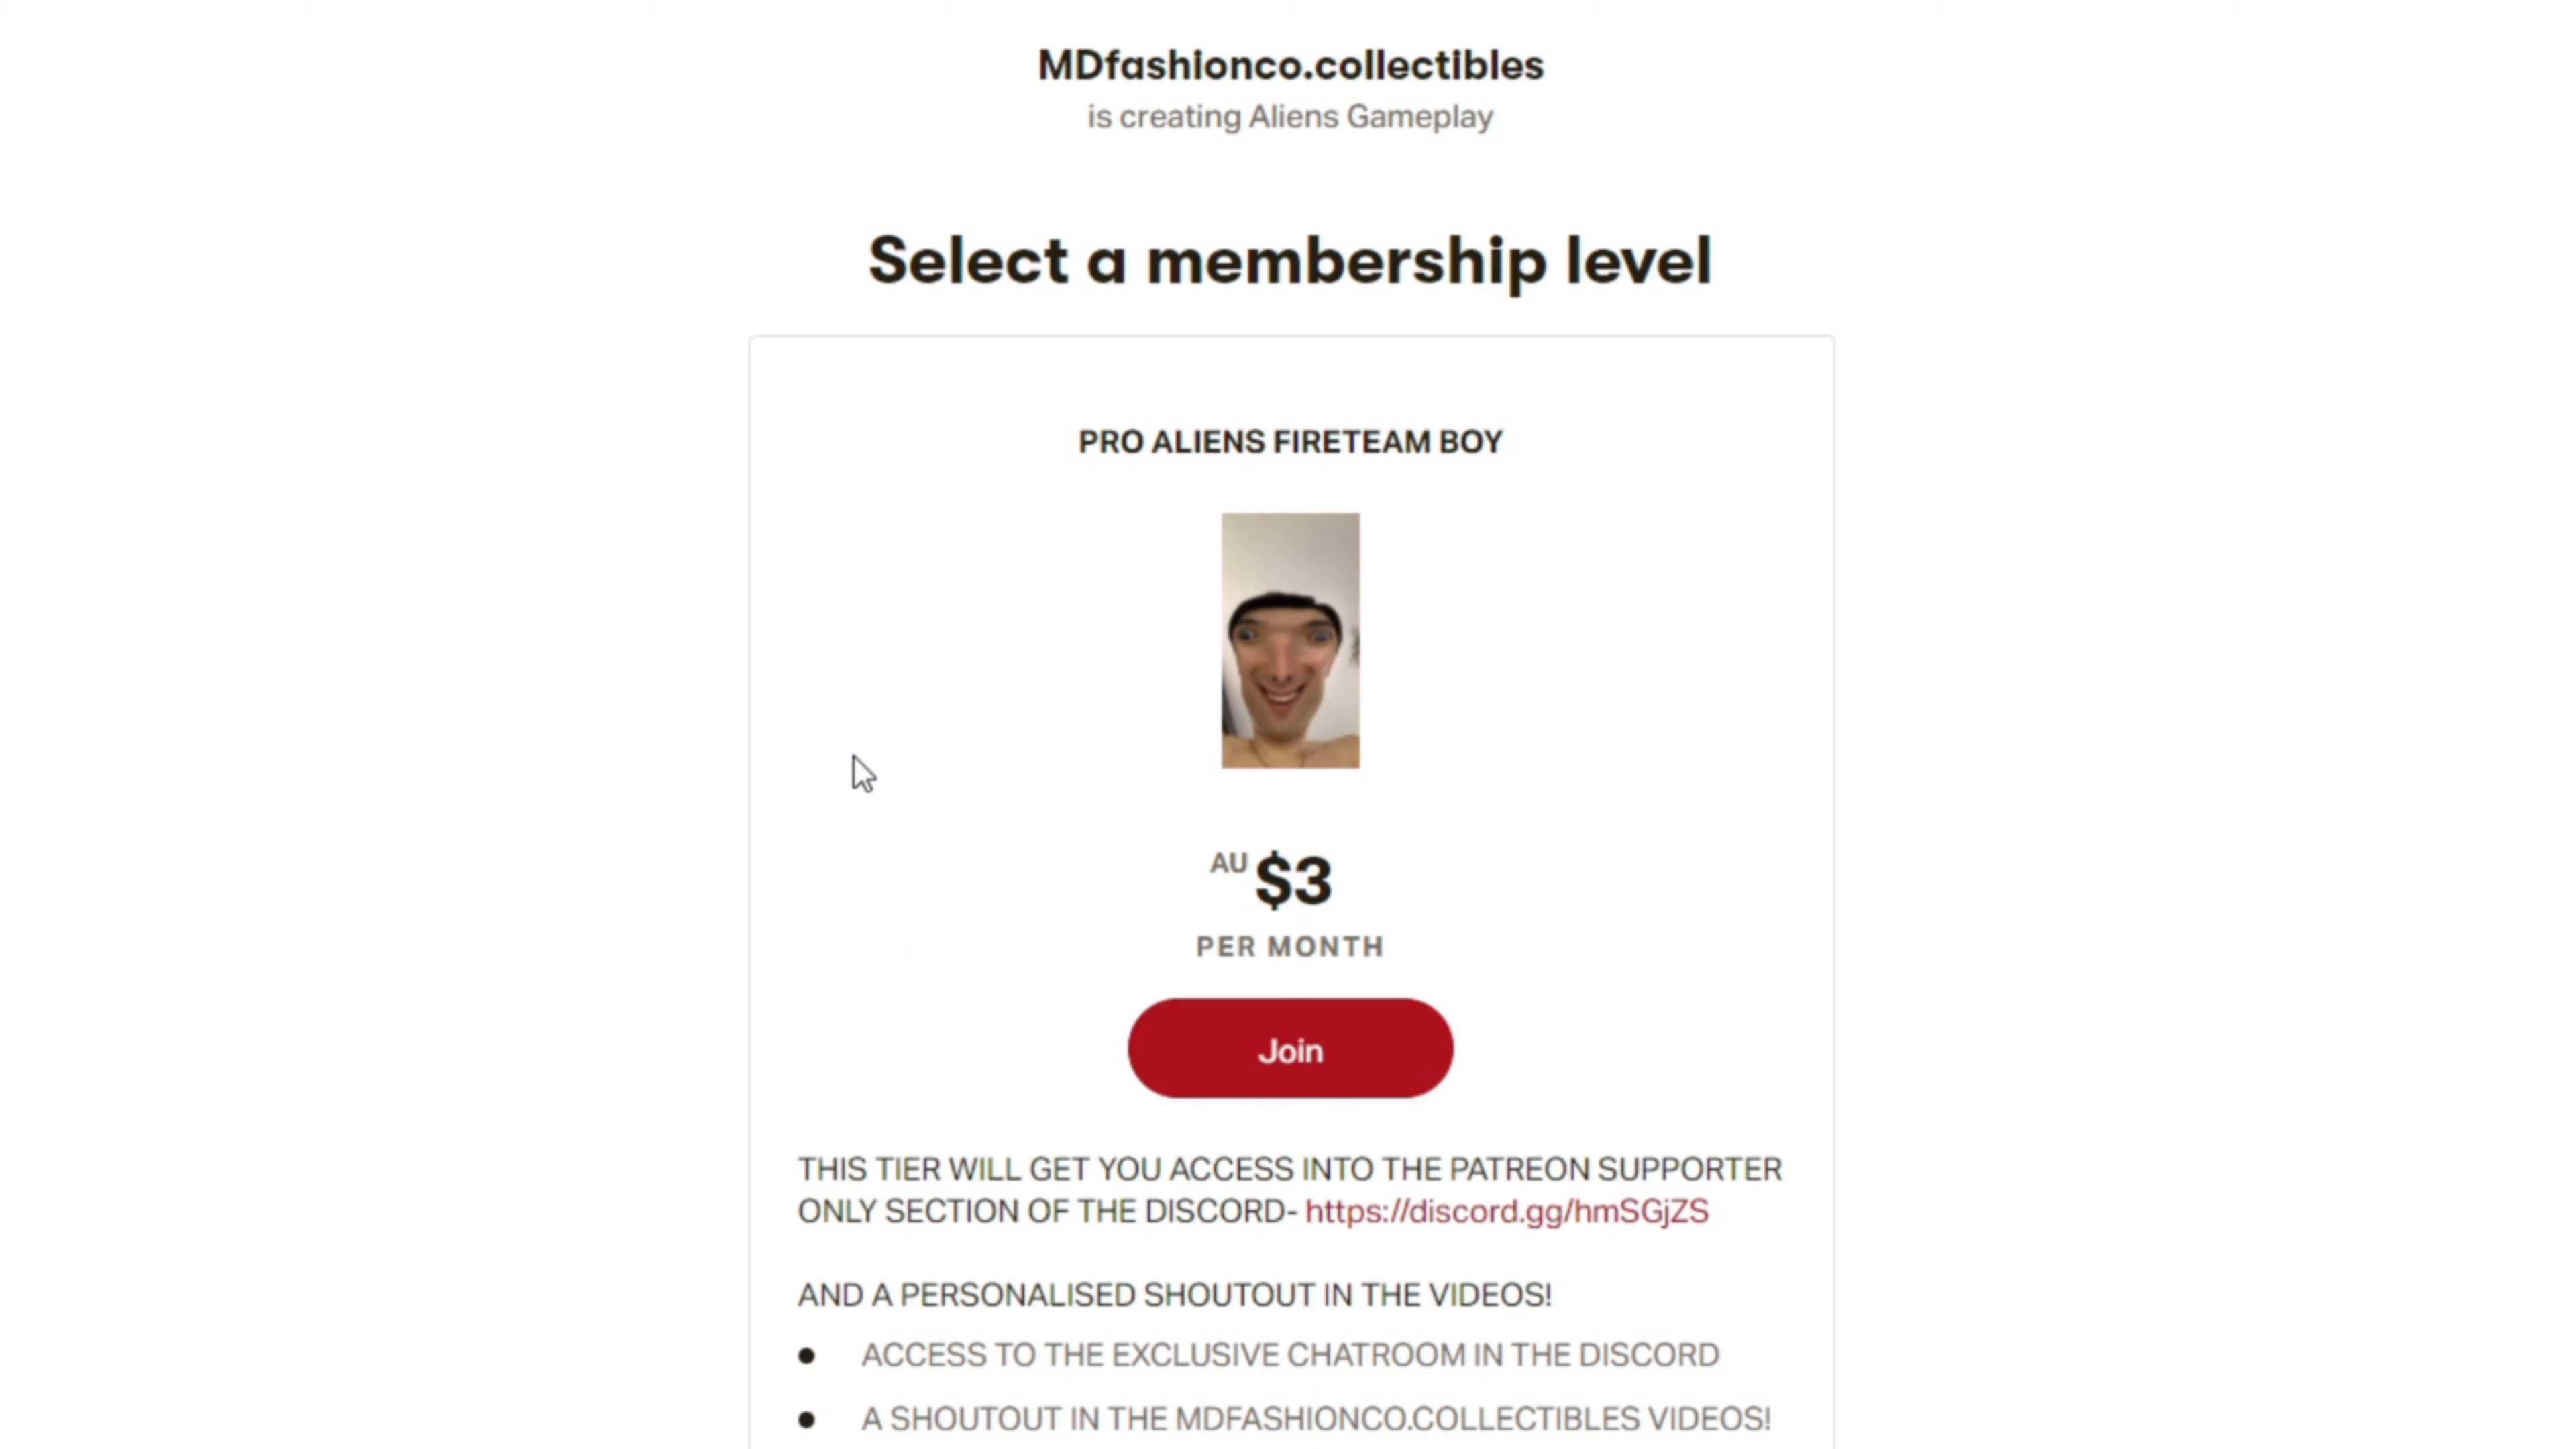 MDfashionco.collectibles
is creating Aliens Gameplay
Select a membership level
PRO ALIENS FIRETEAM BOY
AU $3
PER MONTH
Join
THIS TIER WILL GET YOU ACCESS INTO THE PATREON SUPPORTER
ONLY SECTION OF THE DISCORD- https://discord.gg/hmSGjZS
AND A PERSONALISED SHOUTOUT IN THE VIDEOS!
● ACCESS TO THE EXCLUSIVE CHATROOM IN THE DISCORD
● A SHOUTOUT IN THE MDFASHIONCO.COLLECTIBLES VIDEOS!